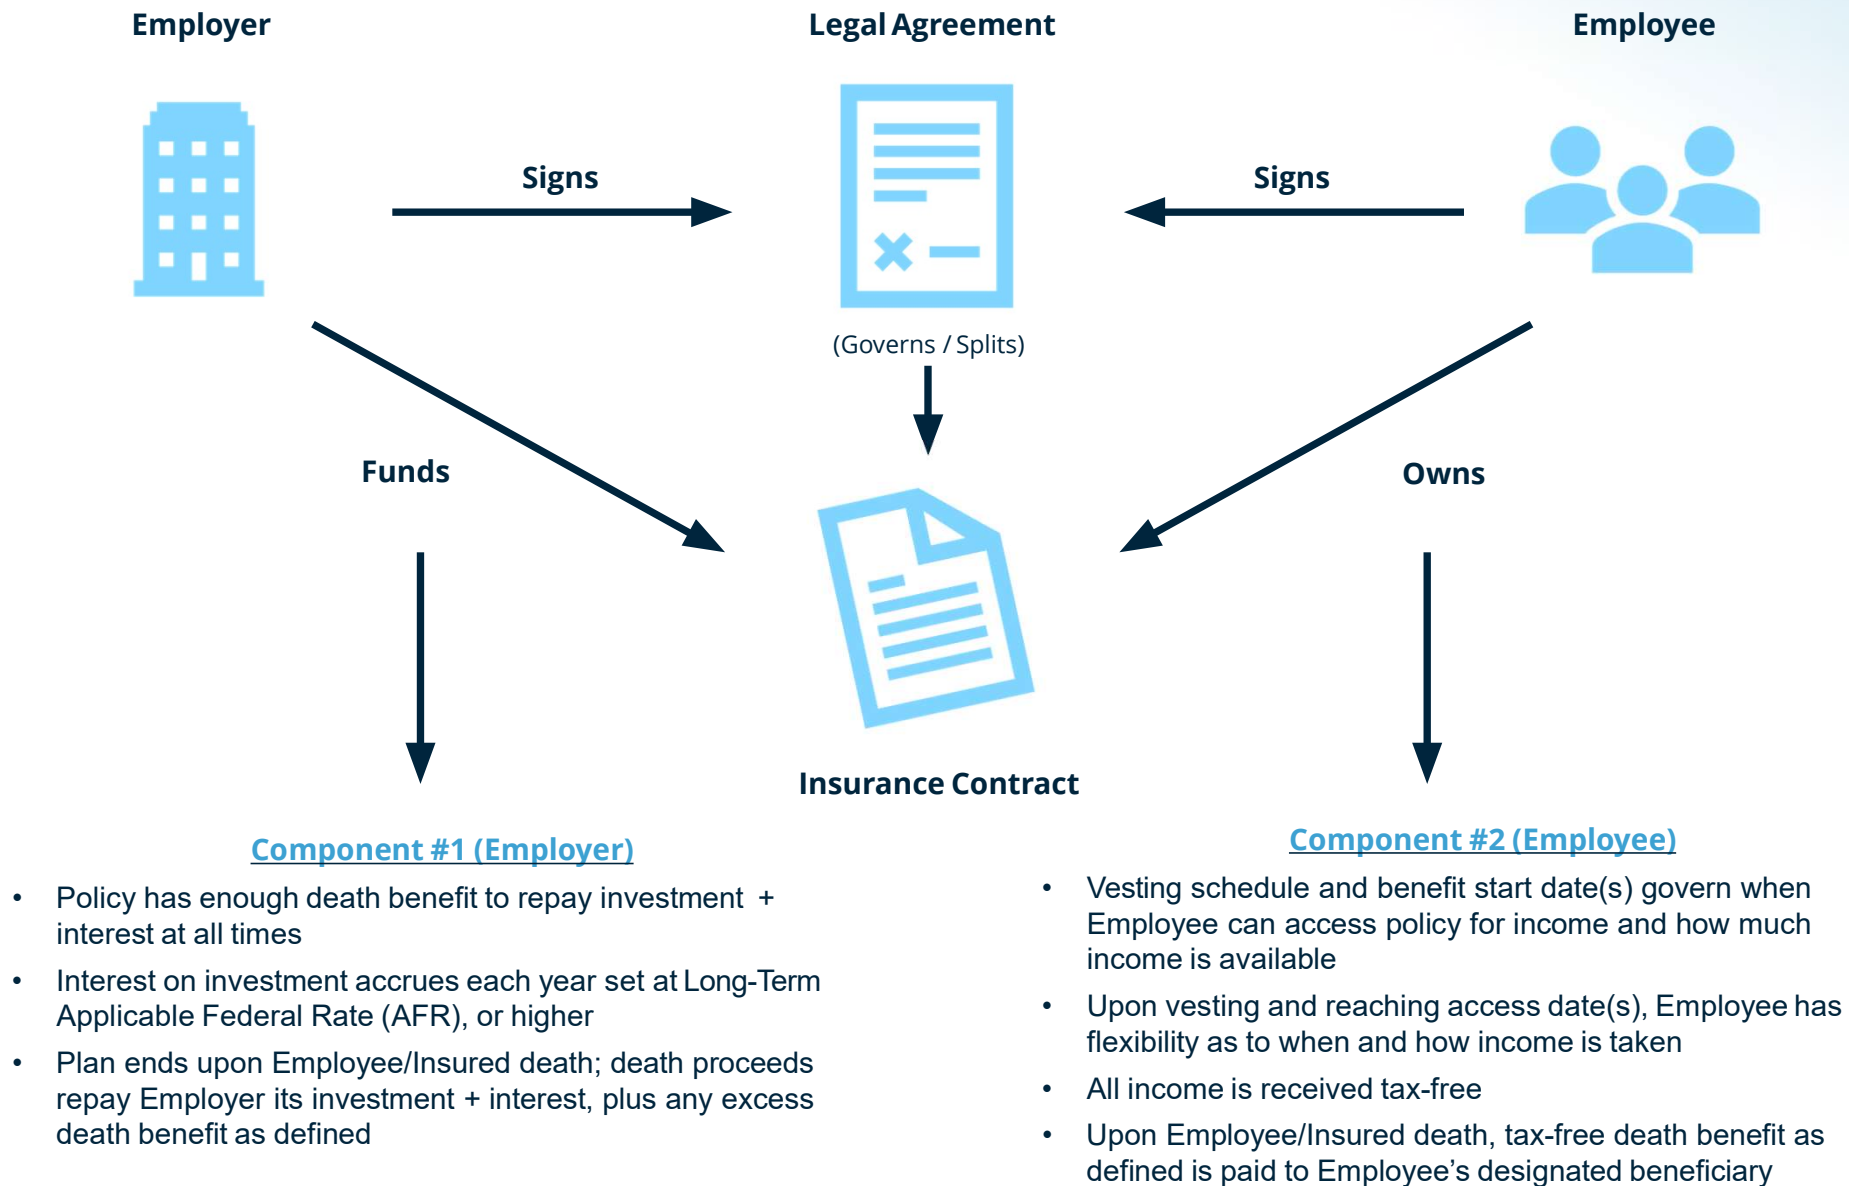 Employer
Legal Agreement
Employee
Signs
Signs
(Governs / Splits)
Funds
Owns
Insurance Contract
Component #1 (Employer)
• Policy has enough death benefit to repay investment +
interest at all times
• Interest on investment accrues each year set at Long-Term
Applicable Federal Rate (AFR), or higher
• Plan ends upon Employee/Insured death; death proceeds
repay Employer its investment + interest, plus any excess
death benefit as defined
Component #2 (Employee)
• Vesting schedule and benefit start date(s) govern when
Employee can access policy for income and how much
income is available
• Upon vesting and reaching access date(s), Employee has
flexibility as to when and how income is taken
• All income is received tax-free
• Upon Employee/Insured death, tax-free death benefit as
defined is paid to Employee's designated beneficiary